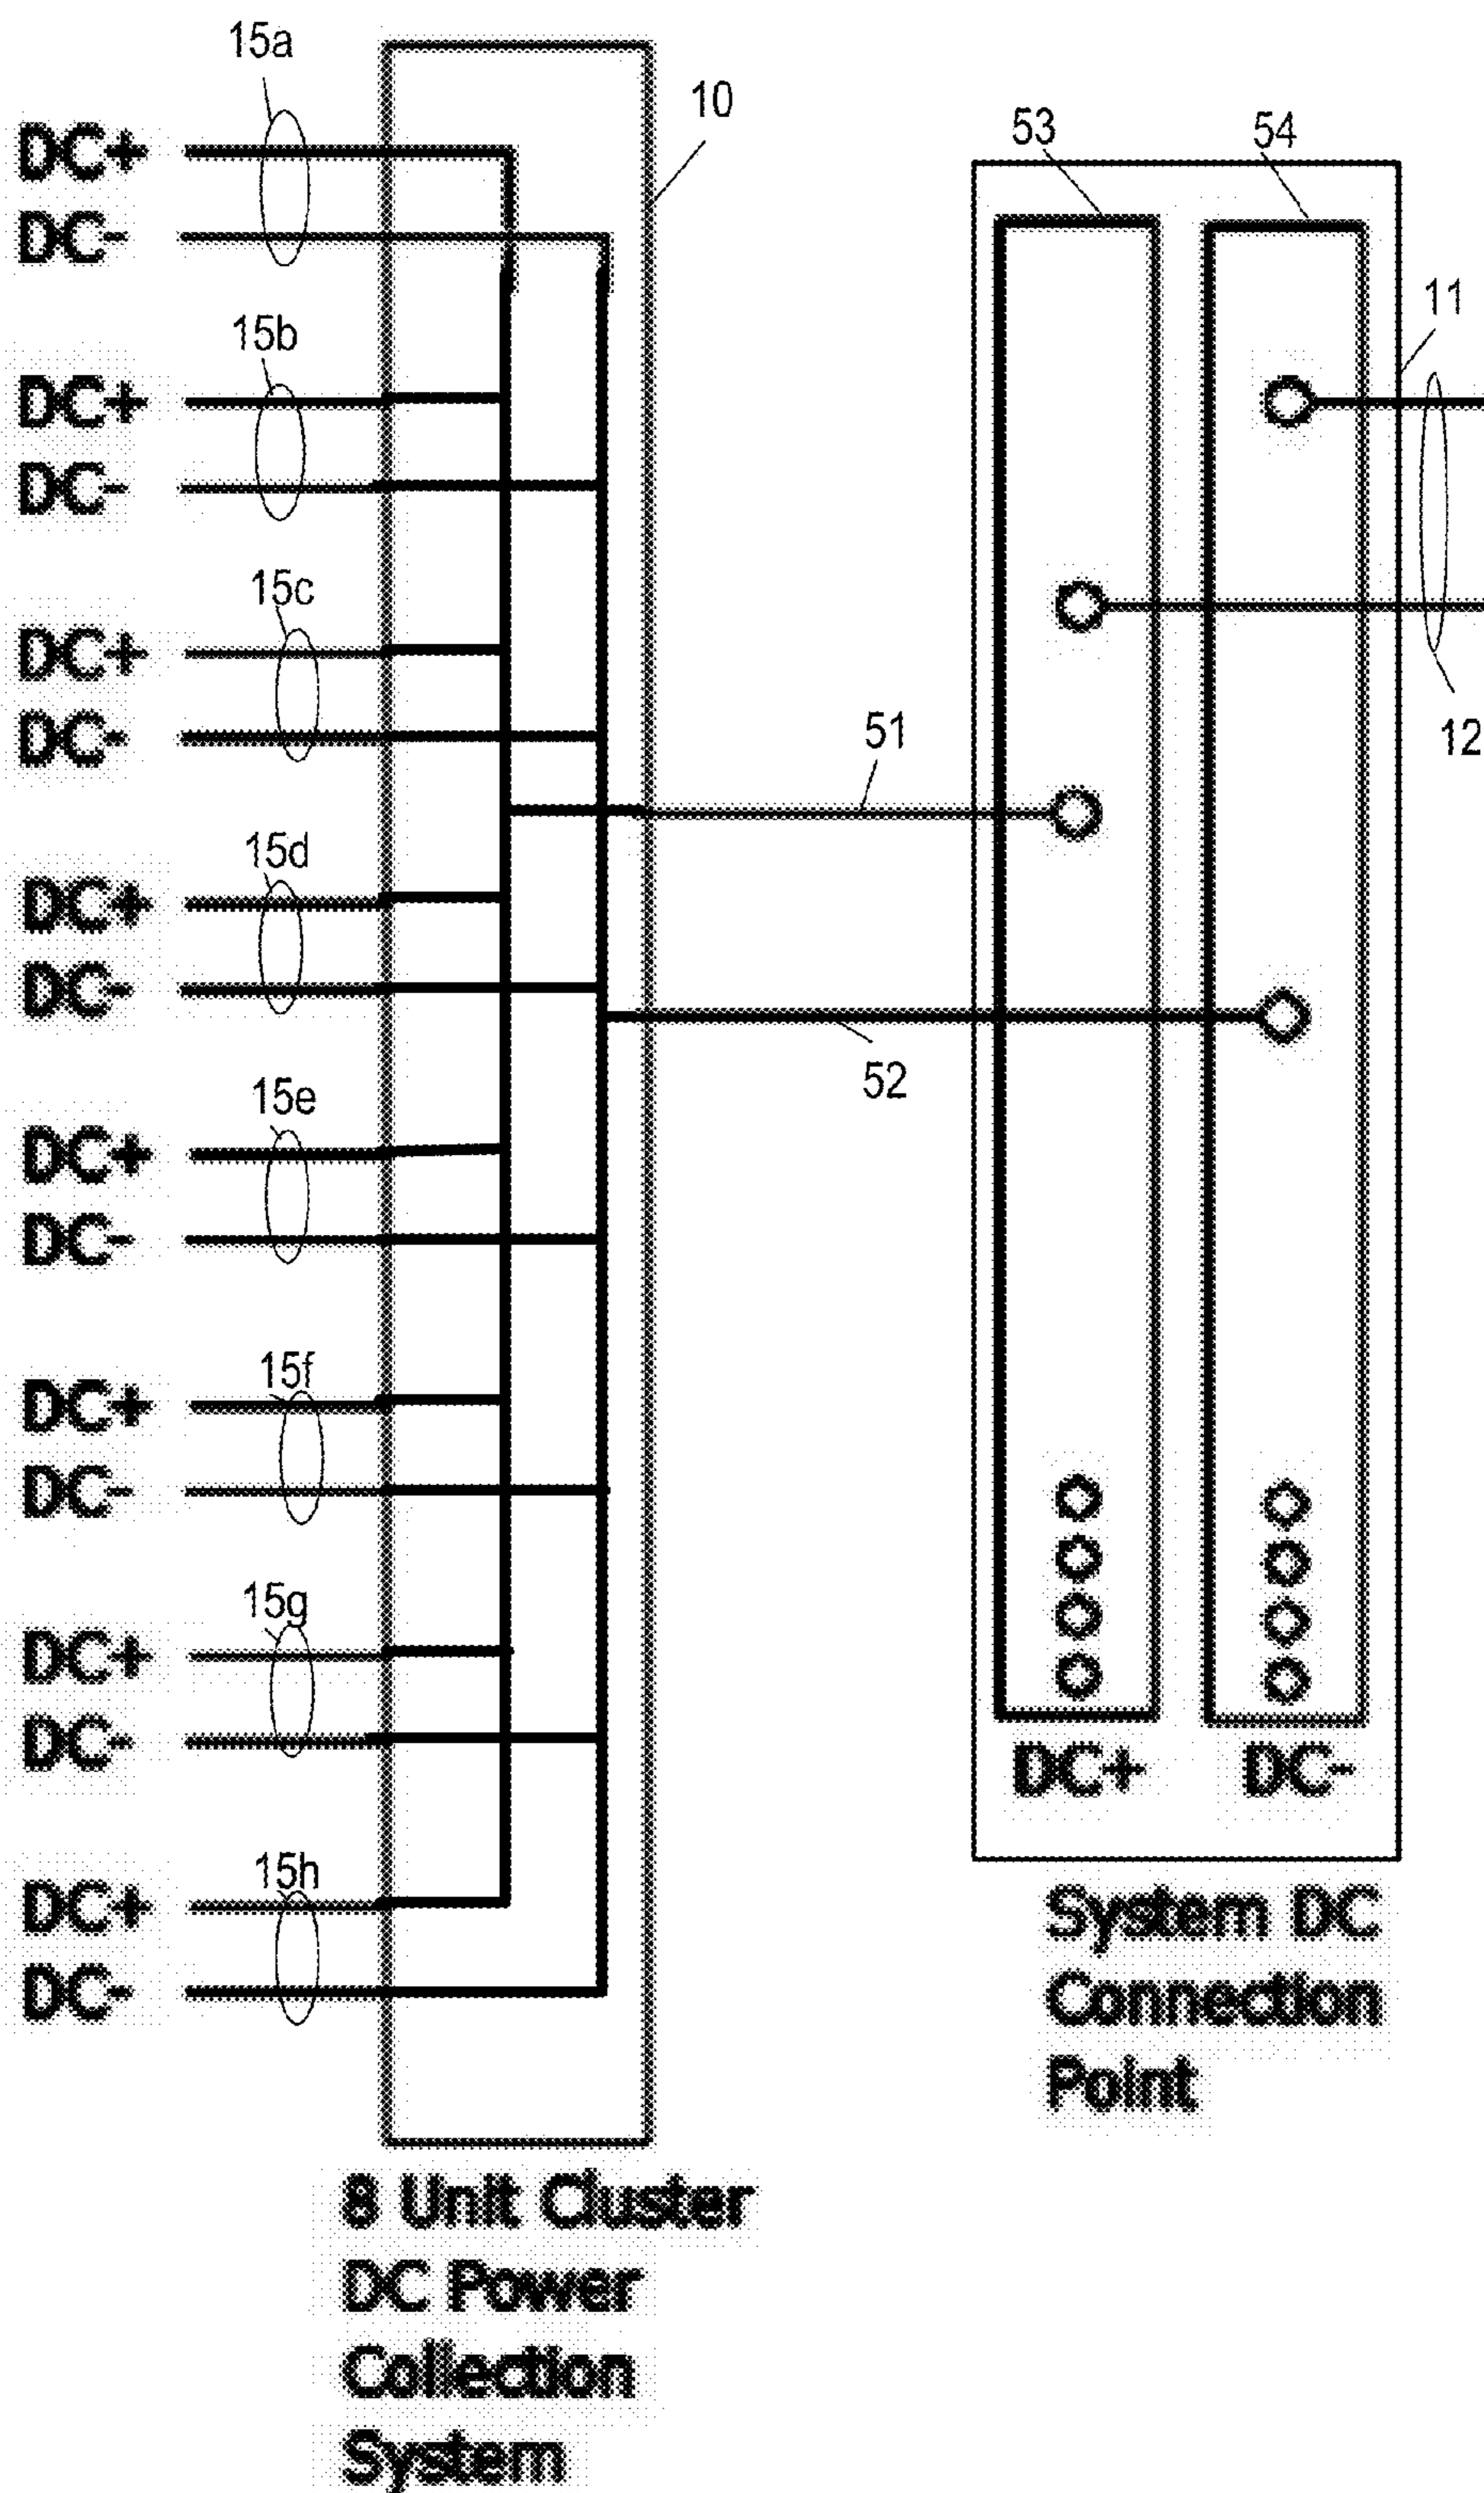 15a
10
DC+
DC-
53
54
15b
11
DC+
DC-
15c
DC+
DC-
51
12
15d
DC+
DC-
52
15e
DC+
DC-
15f
DC+
DC-
15g
DC+
DC-
DC+
DC-
15h
DC+
DC-
System DC
Connection
Point
8 Unit Cluster
DC Power
Collection
System